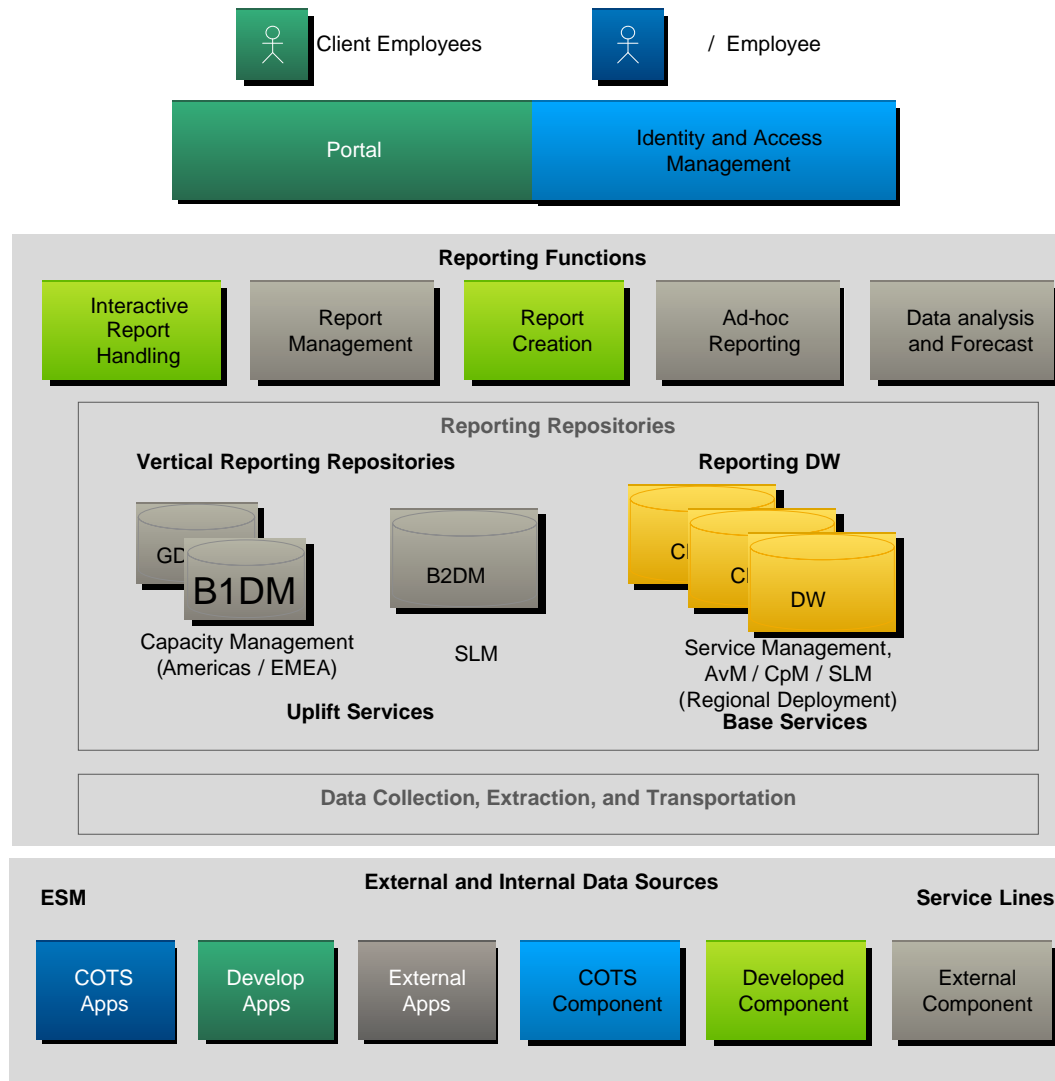 Client Employees
/ Employee
Portal
Identity and Access
Management
Reporting Functions
Interactive
Report
Handling
Report
Management
Report
Creation
Ad-hoc
Reporting
Data analysis
and Forecast
Reporting Repositories
Vertical Reporting Repositories
Reporting DW
B1DM
B2DM
DW
Capacity Management
(Americas / EMEA)
SLM
Service Management,
AvM / CpM / SLM
(Regional Deployment)
Uplift Services
Base Services
Data Collection, Extraction, and Transportation
External and Internal Data Sources
ESM
Service Lines
COTS
Apps
Develop
Apps
External
Apps
COTS
Component
Developed
Component
External
Component